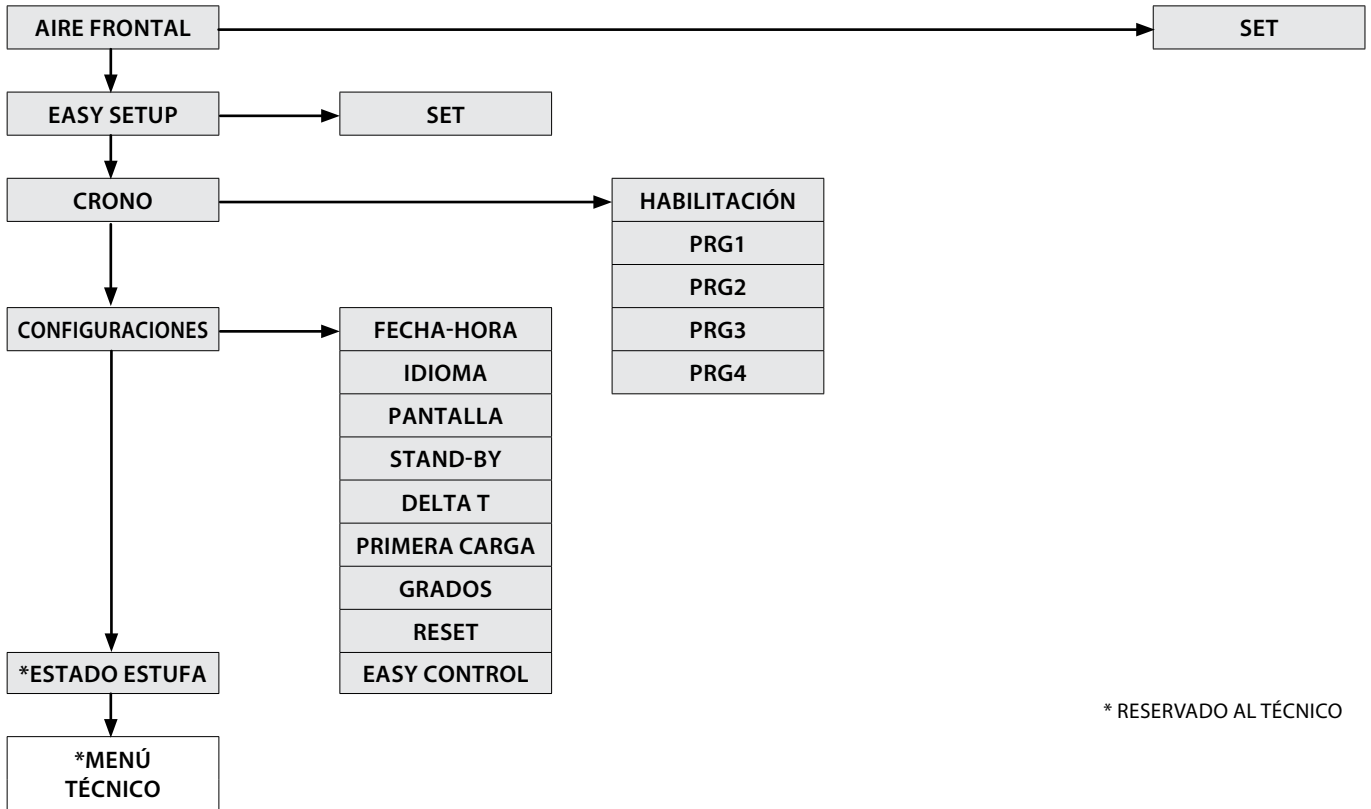 AIRE FRONTAL
SET
EASY SETUP
SET
CRONO
HABILITACIÓN
PRG1
PRG2
PRG3
PRG4
CONFIGURACIONES
FECHA-HORA
IDIOMA
PANTALLA
STAND-BY
DELTA T
PRIMERA CARGA
GRADOS
RESET
EASY CONTROL
*ESTADO ESTUFA
*MENÚ
TÉCNICO
* RESERVADO AL TÉCNICO